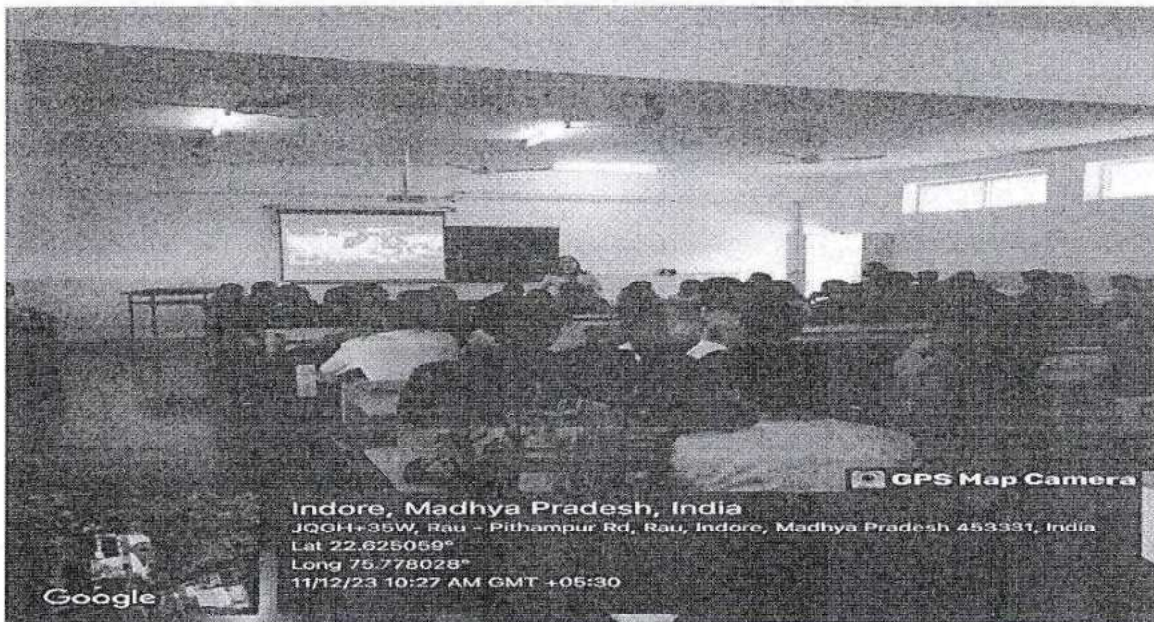 GPS Map Camera
Indore, Madhya Pradesh, India
JQGH+35W, Rau - Pithampur Rd, Rau, Indore, Madhya Pradesh 453331, India
Lat 22.625059°
Long 75.778028°
11/12/23 10:27 AM GMT +05:30
Google